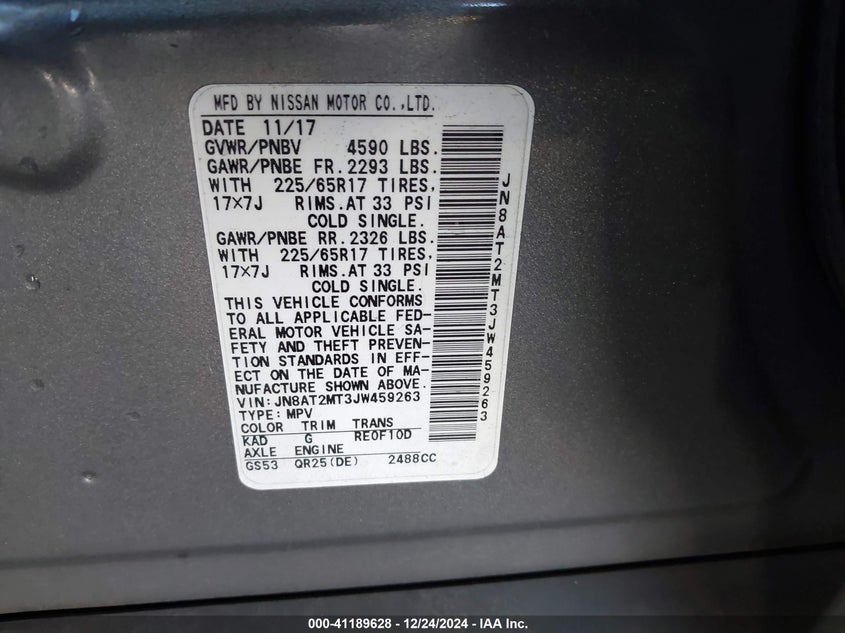 MFD BY NISSAN MOTOR CO.,LTD.
DATE 11/17
GVWR/PNBV 4590 LBS.
GAWR/PNBE FR. 2293 LBS.
WITH 225/65R17 TIRES,
17×7J RIMS.AT 33 PSI
COLD SINGLE.
GAWR/PNBE RR. 2326 LBS.
WITH 225/65R17 TIRES,
17×7J RIMS.AT 33 PSI
COLD SINGLE.
THIS VEHICLE CONFORMS
TO ALL APPLICABLE FED-
ERAL MOTOR VEHICLE SA-
FETY AND THEFT PREVEN-
TION STANDARDS IN EFF-
ECT ON THE DATE OF MA-
NUFACTURE SHOWN ABOVE.
VIN: JN8AT2MT3JW459263
TYPE: MPV
COLOR TRIM TRANS
KAD G RE0F10D
AXLE ENGINE
GS53 QR25(DE) 2488CC
JN8AT2MT3JW459263
000-41189628 - 12/24/2024 - IAA Inc.